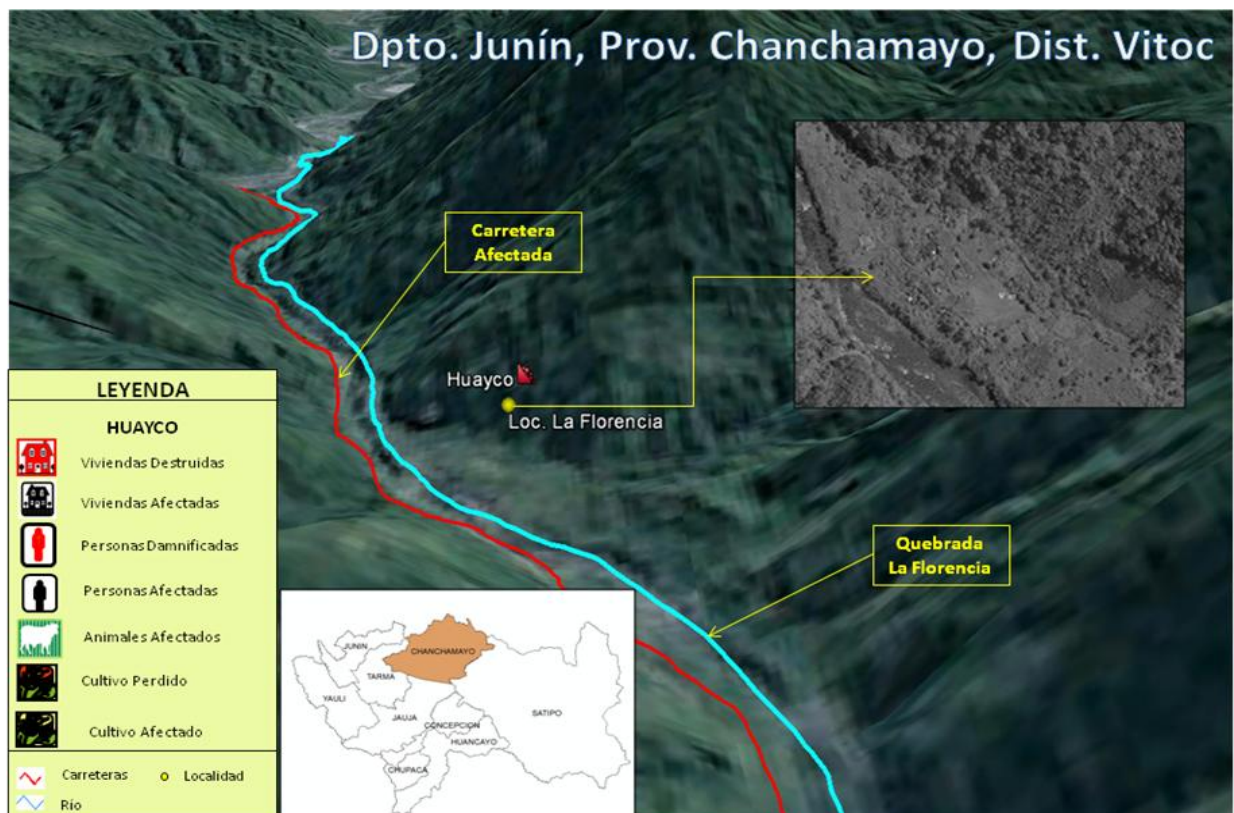 Dpto. Junín, Prov. Chanchamayo, Dist. Vitoc
Carretera
Afectada
Huayco
Loc. La Florencia
Quebrada
La Florencia
LEYENDA
HUAYCO
Viviendas Destruidas
Viviendas Afectadas
Personas Damnificadas
Personas Afectadas
Animales Afectados
Cultivo Perdido
Cultivo Afectado
Carreteras
Localidad
Río
JUNIN
CHANCHAMAYO
TARMA
YAULI
JAUJA
CONCEPCION
SATIPO
HUANCAYO
CHUPACA